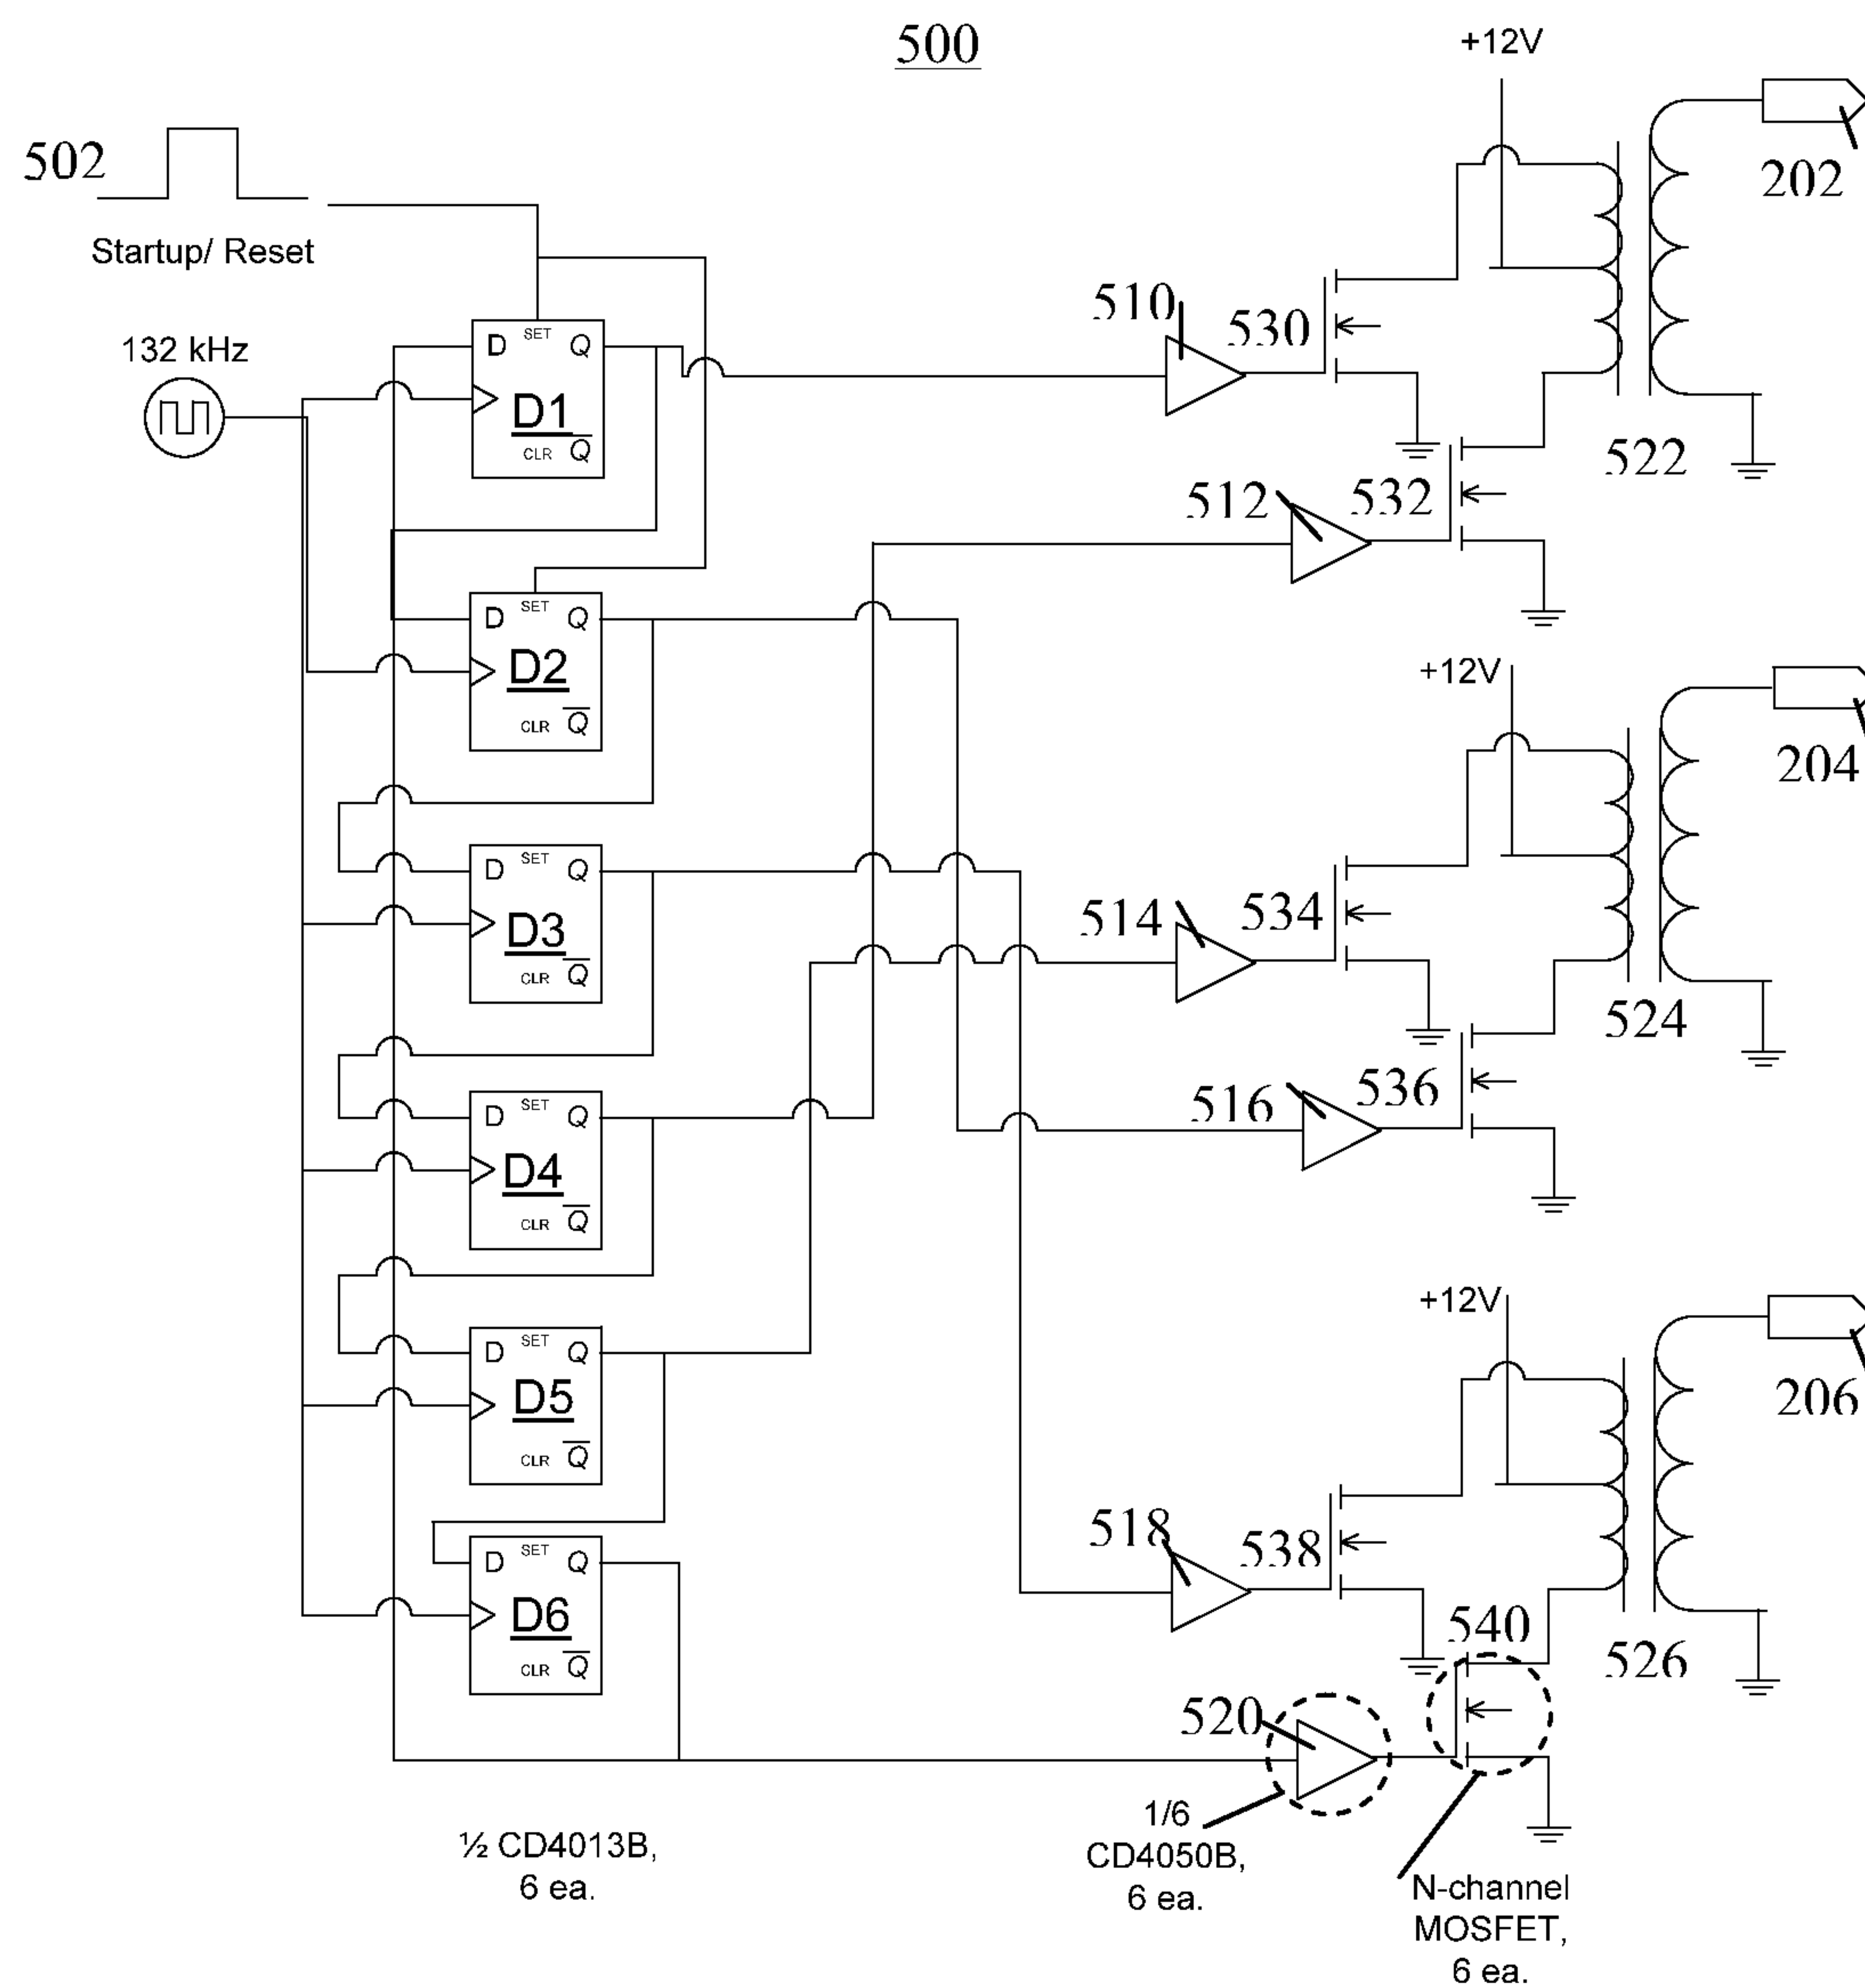 500
+12V
202
502
Startup/ Reset
132 kHz
D SET Q
D1
CLR Q
510
530
522
512
532
D SET Q
D2
CLR Q
+12V
204
D SET Q
D3
CLR Q
514
534
524
516
536
D SET Q
D4
CLR Q
+12V
206
D SET Q
D5
CLR Q
518
538
540
526
D SET Q
D6
CLR Q
520
½ CD4013B,
6 ea.
1/6
CD4050B,
6 ea.
N-channel
MOSFET,
6 ea.